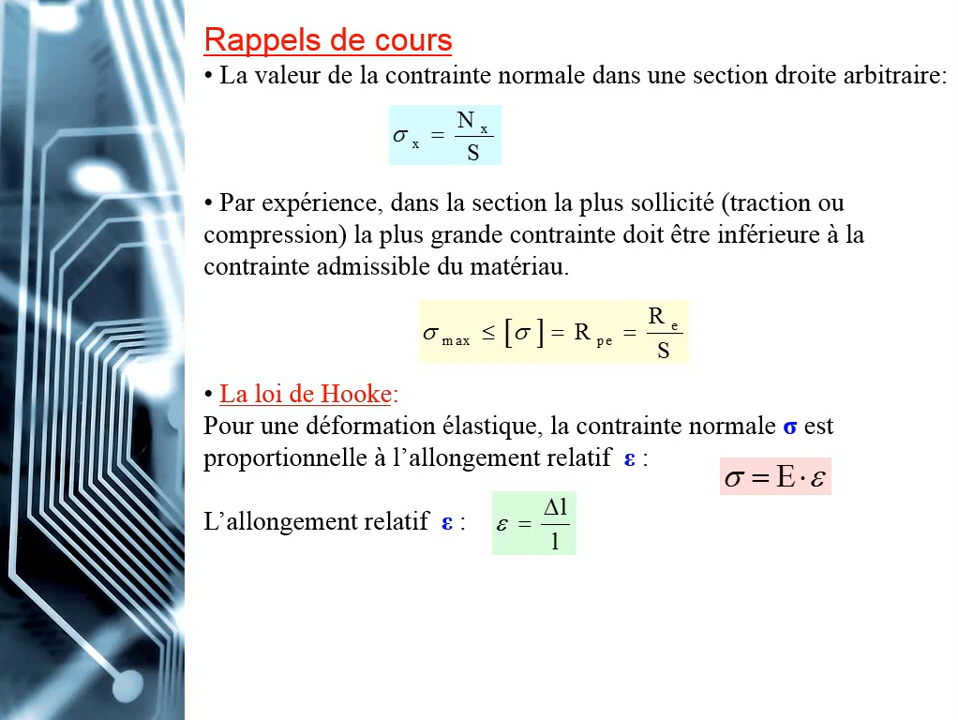 Rappels de cours
• La valeur de la contrainte normale dans une section droite arbitraire:
σ x = N x / S
• Par expérience, dans la section la plus sollicité (traction ou
compression) la plus grande contrainte doit être inférieure à la
contrainte admissible du matériau.
σ max ≤ [σ] = R pe = R e / S
• La loi de Hooke:
Pour une déformation élastique, la contrainte normale σ est
proportionnelle à l’allongement relatif ε :
σ = E·ε
L’allongement relatif ε :
ε = Δl / l